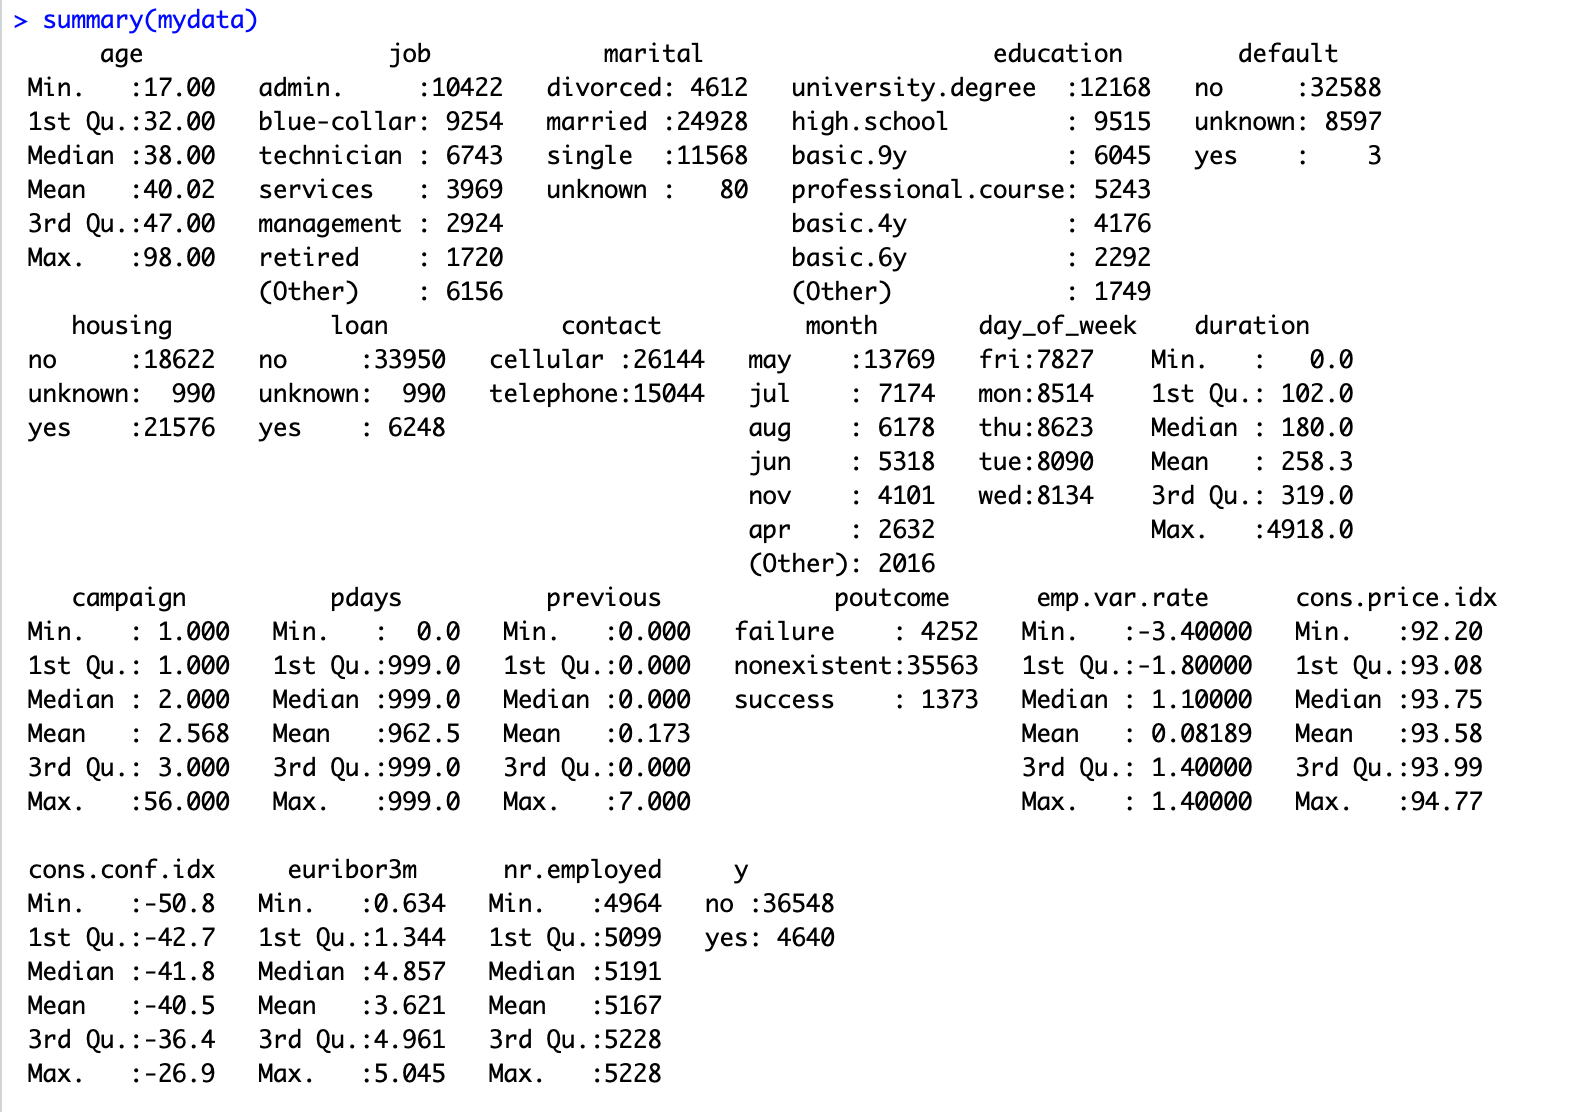 > summary(mydata)
      age              job            marital                    education        default
 Min.   :17.00   admin.     :10422   divorced: 4612   university.degree  :12168   no     :32588
 1st Qu.:32.00   blue-collar: 9254   married :24928   high.school        : 9515   unknown: 8597
 Median :38.00   technician : 6743   single  :11568   basic.9y           : 6045   yes    :    3
 Mean   :40.02   services   : 3969   unknown :   80   professional.course: 5243
 3rd Qu.:47.00   management : 2924                    basic.4y           : 4176
 Max.   :98.00   retired    : 1720                    basic.6y           : 2292
                 (Other)    : 6156                    (Other)            : 1749
    housing           loan            contact          month       day_of_week    duration
 no     :18622   no     :33950   cellular :26144   may    :13769   fri:7827    Min.   :   0.0
 unknown:  990   unknown:  990   telephone:15044   jul    : 7174   mon:8514    1st Qu.: 102.0
 yes    :21576   yes    : 6248                     aug    : 6178   thu:8623    Median : 180.0
                                                   jun    : 5318   tue:8090    Mean   : 258.3
                                                   nov    : 4101   wed:8134    3rd Qu.: 319.0
                                                   apr    : 2632               Max.   :4918.0
                                                   (Other): 2016
    campaign          pdays          previous            poutcome      emp.var.rate      cons.price.idx
 Min.   : 1.000   Min.   :  0.0   Min.   :0.000   failure    : 4252   Min.   :-3.40000   Min.   :92.20
 1st Qu.: 1.000   1st Qu.:999.0   1st Qu.:0.000   nonexistent:35563   1st Qu.:-1.80000   1st Qu.:93.08
 Median : 2.000   Median :999.0   Median :0.000   success    : 1373   Median : 1.10000   Median :93.75
 Mean   : 2.568   Mean   :962.5   Mean   :0.173                       Mean   : 0.08189   Mean   :93.58
 3rd Qu.: 3.000   3rd Qu.:999.0   3rd Qu.:0.000                       3rd Qu.: 1.40000   3rd Qu.:93.99
 Max.   :56.000   Max.   :999.0   Max.   :7.000                       Max.   : 1.40000   Max.   :94.77
 cons.conf.idx     euribor3m      nr.employed     y
 Min.   :-50.8   Min.   :0.634   Min.   :4964   no :36548
 1st Qu.:-42.7   1st Qu.:1.344   1st Qu.:5099   yes: 4640
 Median :-41.8   Median :4.857   Median :5191
 Mean   :-40.5   Mean   :3.621   Mean   :5167
 3rd Qu.:-36.4   3rd Qu.:4.961   3rd Qu.:5228
 Max.   :-26.9   Max.   :5.045   Max.   :5228